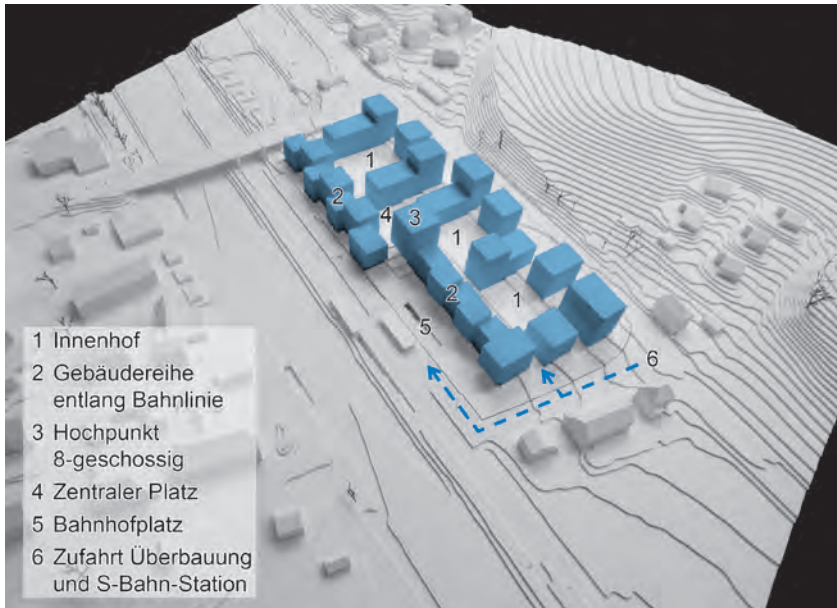 1
2
4
3
1
1
2
5
6
1 Innenhof
2 Gebäudereihe
entlang Bahnlinie
3 Hochpunkt
8-geschossig
4 Zentraler Platz
5 Bahnhofplatz
6 Zufahrt Überbauung
und S-Bahn-Station